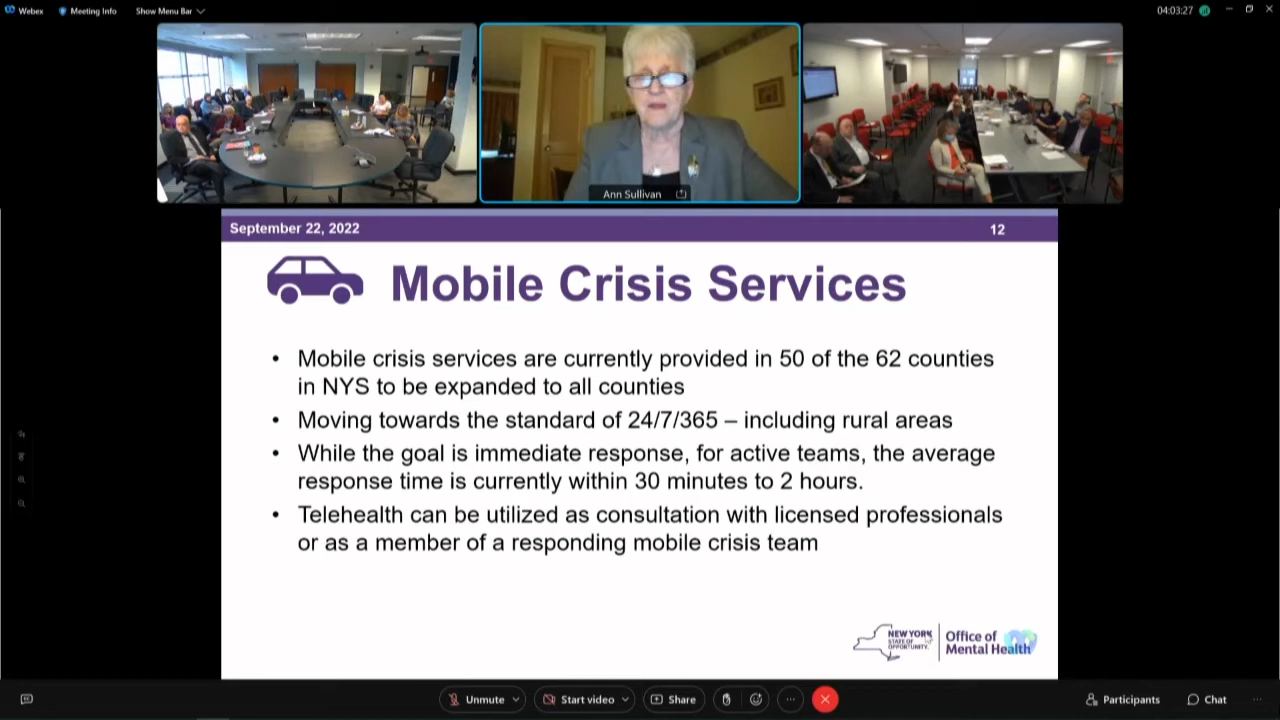 Webex
Meeting Info
Show Menu Bar
04:03:27
Ann Sullivan
September 22, 2022
12
Mobile Crisis Services
• Mobile crisis services are currently provided in 50 of the 62 counties
in NYS to be expanded to all counties
• Moving towards the standard of 24/7/365 – including rural areas
• While the goal is immediate response, for active teams, the average
response time is currently within 30 minutes to 2 hours.
• Telehealth can be utilized as consultation with licensed professionals
or as a member of a responding mobile crisis team
NEW YORK
STATE OF
OPPORTUNITY.
Office of
Mental Health
Unmute
Start video
Share
Participants
Chat